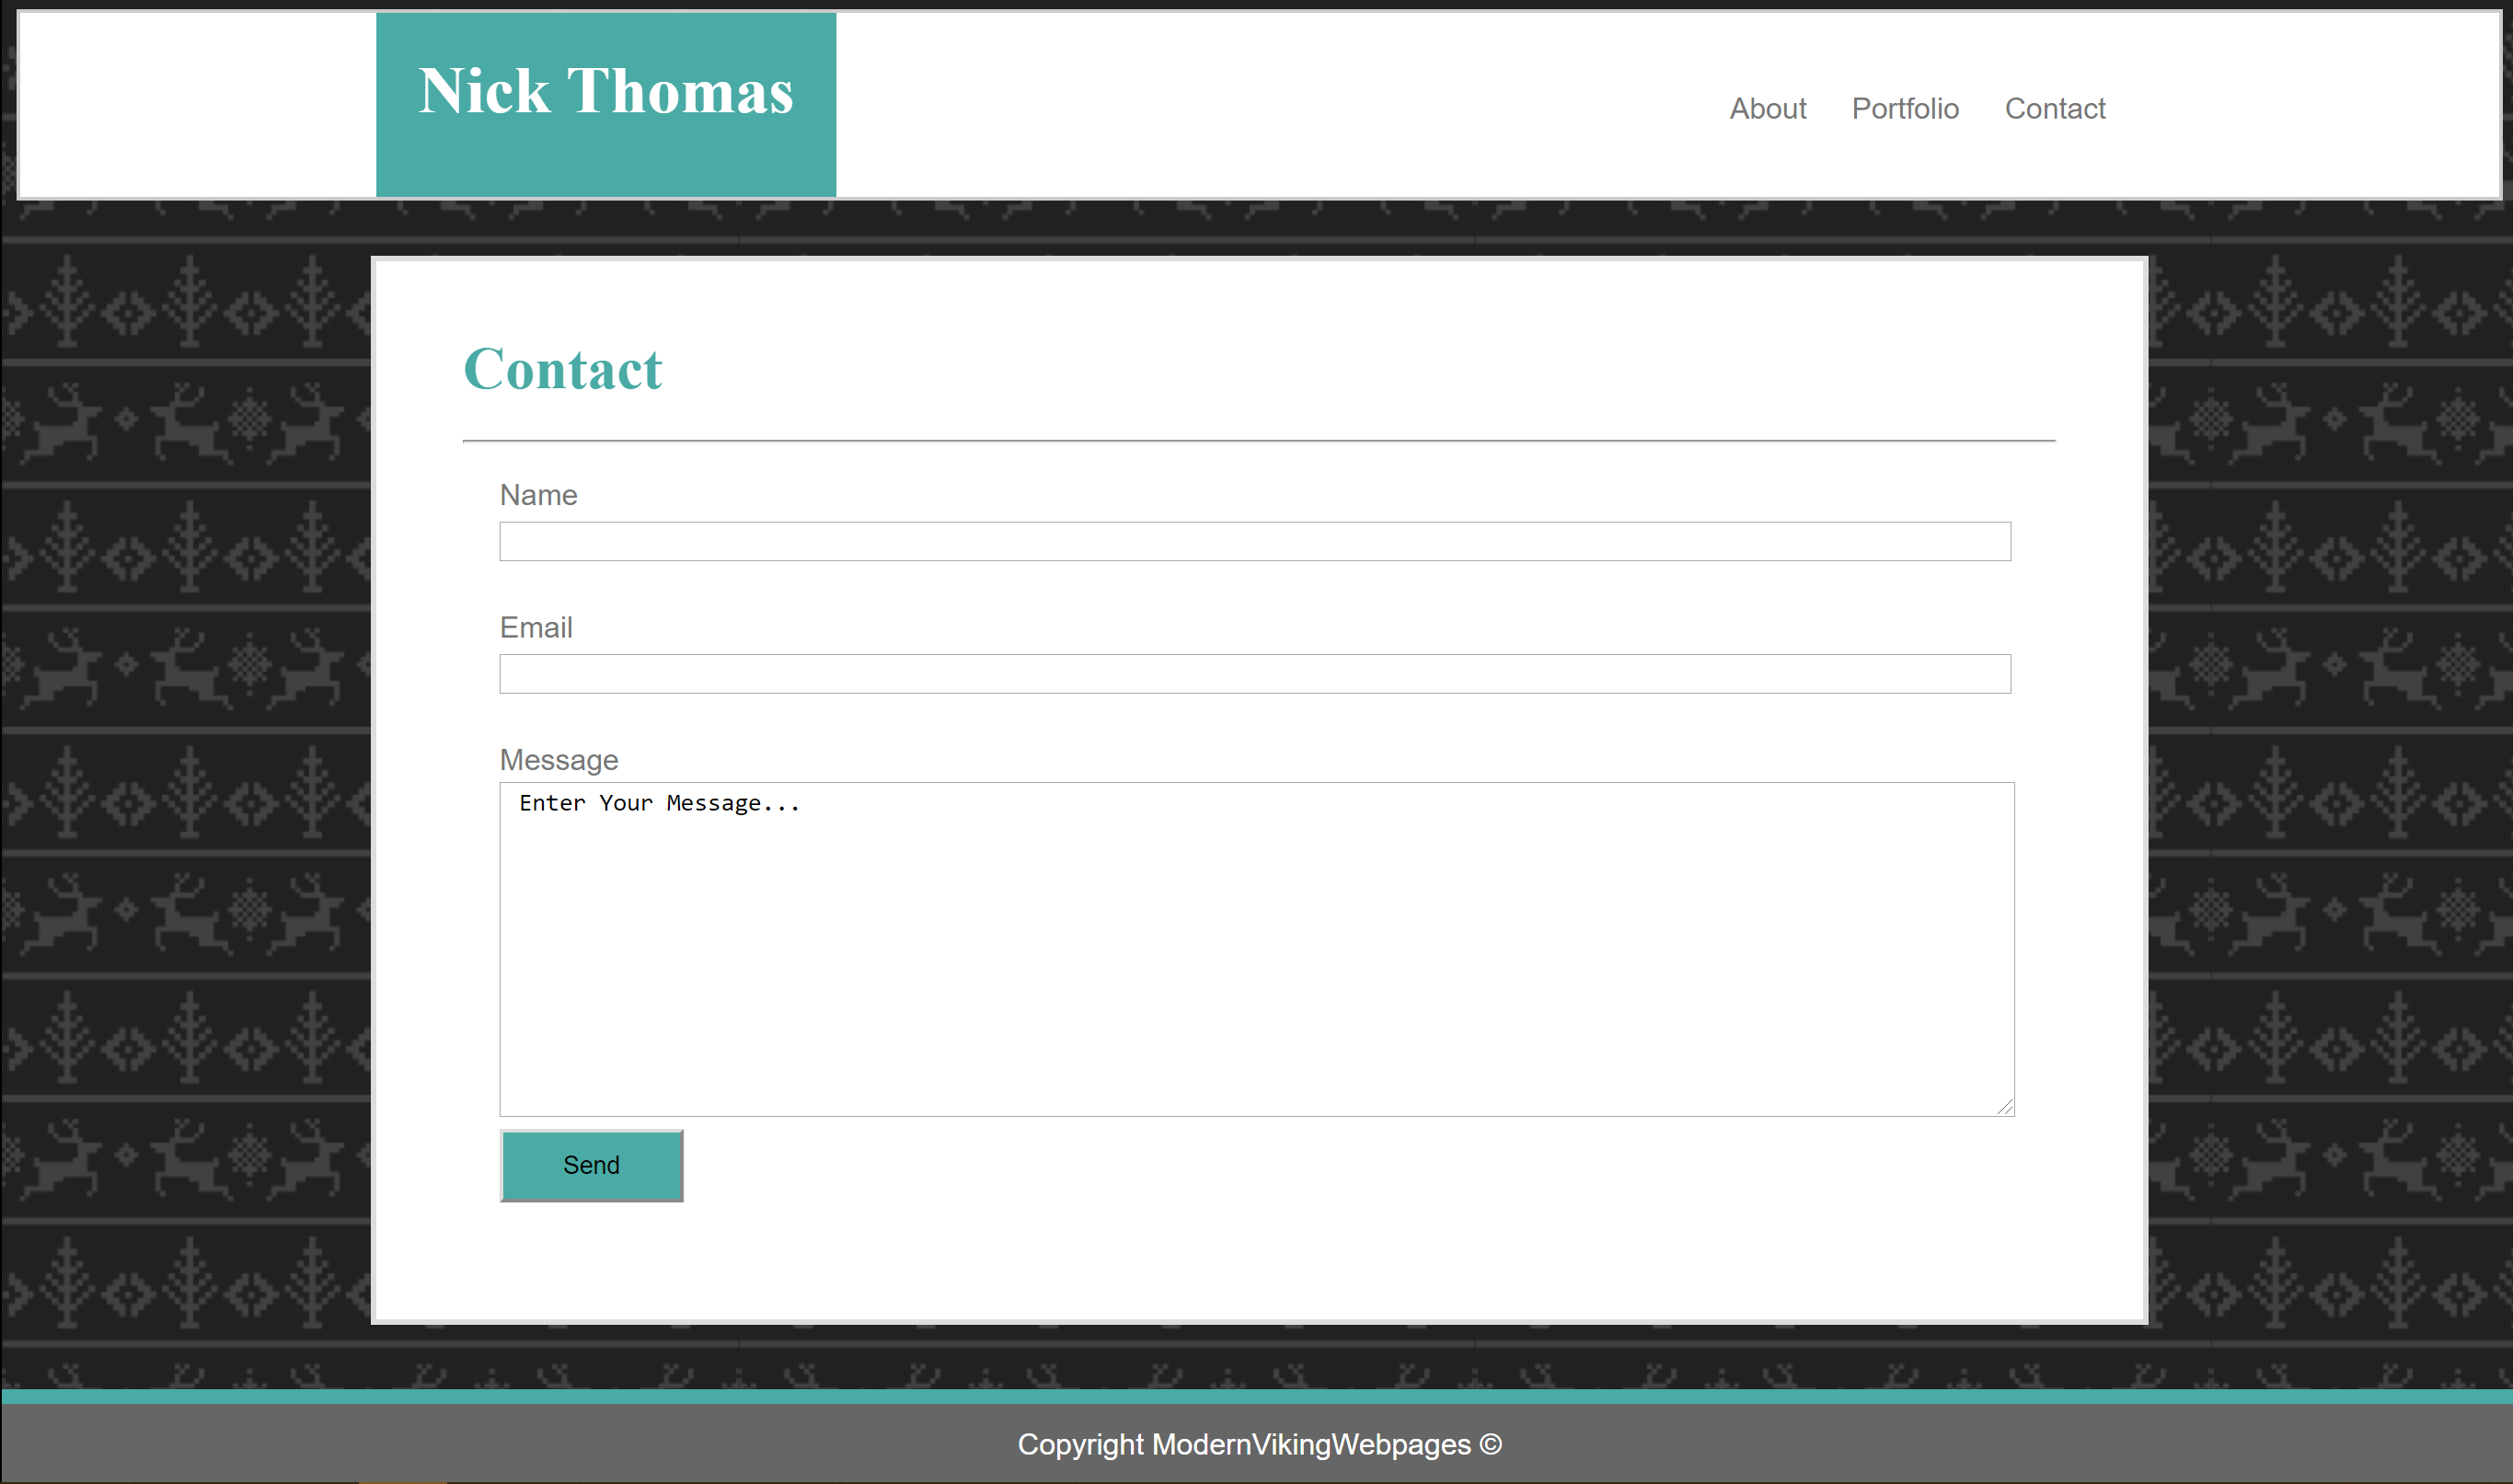 Nick Thomas
About Portfolio Contact
Contact
Name
Email
Message
Enter Your Message...
Send
Copyright ModernVikingWebpages ©